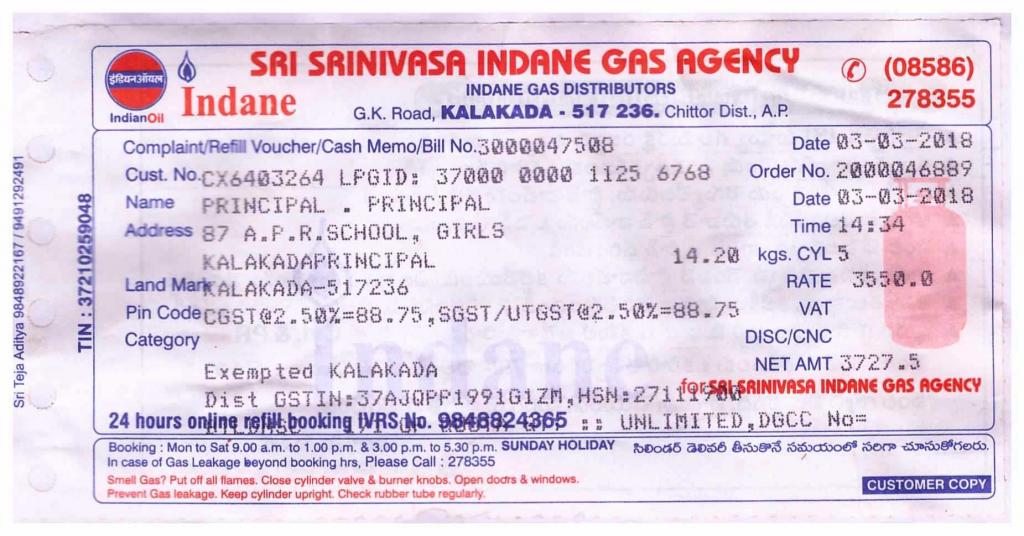 SRI SRINIVASA INDANE GAS AGENCY
इंडियनऑयल
IndianOil
Indane
INDANE GAS DISTRIBUTORS
G.K. Road, KALAKADA - 517 236. Chittor Dist., A.P.
(08586)
278355
Complaint/Refill Voucher/Cash Memo/Bill No.3000047508 Date 03-03-2018
Cust. No.CX6403264 LPGID: 37000 0000 1125 6768 Order No. 2000046889
Name PRINCIPAL . PRINCIPAL Date 03-03-2018
Address 87 A.P.R.SCHOOL, GIRLS Time 14:34
KALAKADAPRINCIPAL 14.20 kgs. CYL 5
Land Mark KALAKADA-517236 RATE 3550.0
Pin Code CGST@2.50%=88.75,SGST/UTGST@2.50%=88.75 VAT
Category DISC/CNC
Exempted KALAKADA NET AMT 3727.5
for SRI SRINIVASA INDANE GAS AGENCY
Dist GSTIN:37AJQPP1991G1ZM,HSN:27111900
24 hours online refill booking IVRS No. 9848824365 :: UNLIMITED,DGCC No=
Booking : Mon to Sat 9.00 a.m. to 1.00 p.m. & 3.00 p.m. to 5.30 p.m. SUNDAY HOLIDAY సిలిండర్ డెలివరీ తీసుకొనే సమయంలో సరిగా చూసుకోగలరు.
In case of Gas Leakage beyond booking hrs, Please Call : 278355
Smell Gas? Put off all flames. Close cylinder valve & burner knobs. Open doors & windows.
Prevent Gas leakage. Keep cylinder upright. Check rubber tube regularly.
CUSTOMER COPY
TIN : 37210259048
Sri Teja Aditya 9848922167 / 9491292491